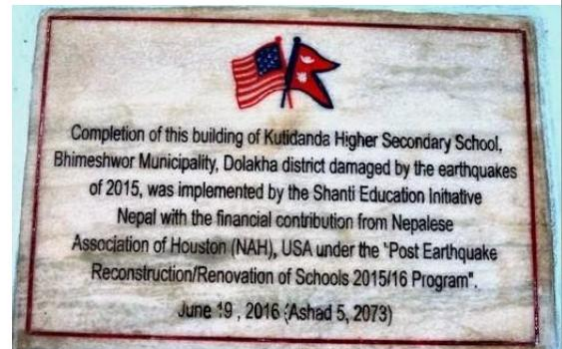 Completion of this building of Kutidanda Higher Secondary School,
Bhimeshwor Municipality, Dolakha district damaged by the earthquakes
of 2015, was implemented by the Shanti Education Initiative
Nepal with the financial contribution from Nepalese
Association of Houston (NAH), USA under the "Post Earthquake
Reconstruction/Renovation of Schools 2015/16 Program".
June 19 , 2016 (Ashad 5, 2073)